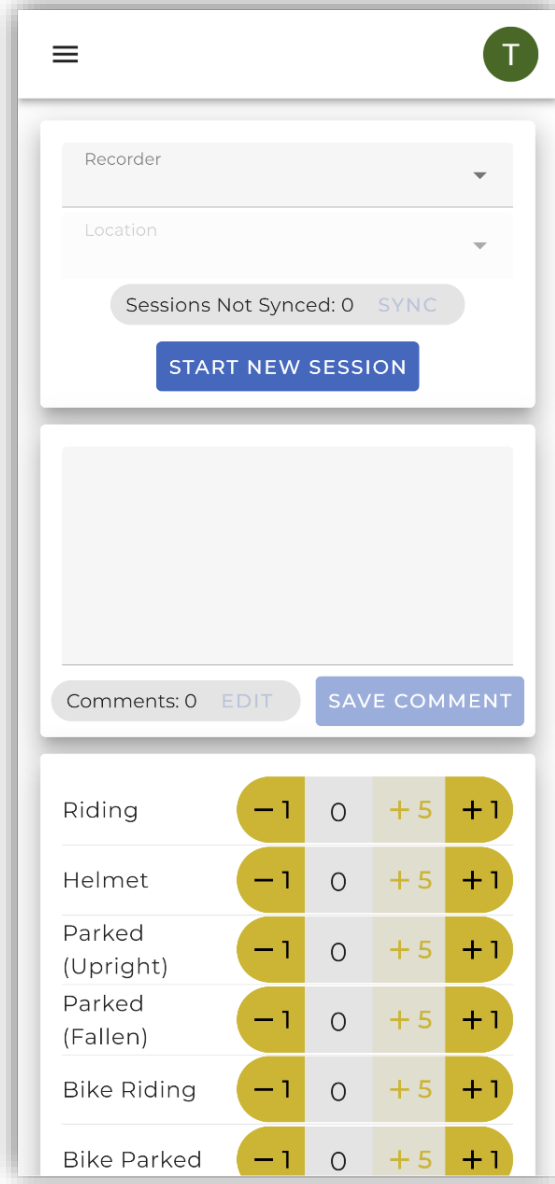 T
Recorder
Location
Sessions Not Synced: 0 SYNC
START NEW SESSION
Comments: 0 EDIT SAVE COMMENT
Riding − 1 0 + 5 + 1
Helmet − 1 0 + 5 + 1
Parked
(Upright) − 1 0 + 5 + 1
Parked
(Fallen) − 1 0 + 5 + 1
Bike Riding − 1 0 + 5 + 1
Bike Parked − 1 0 + 5 + 1